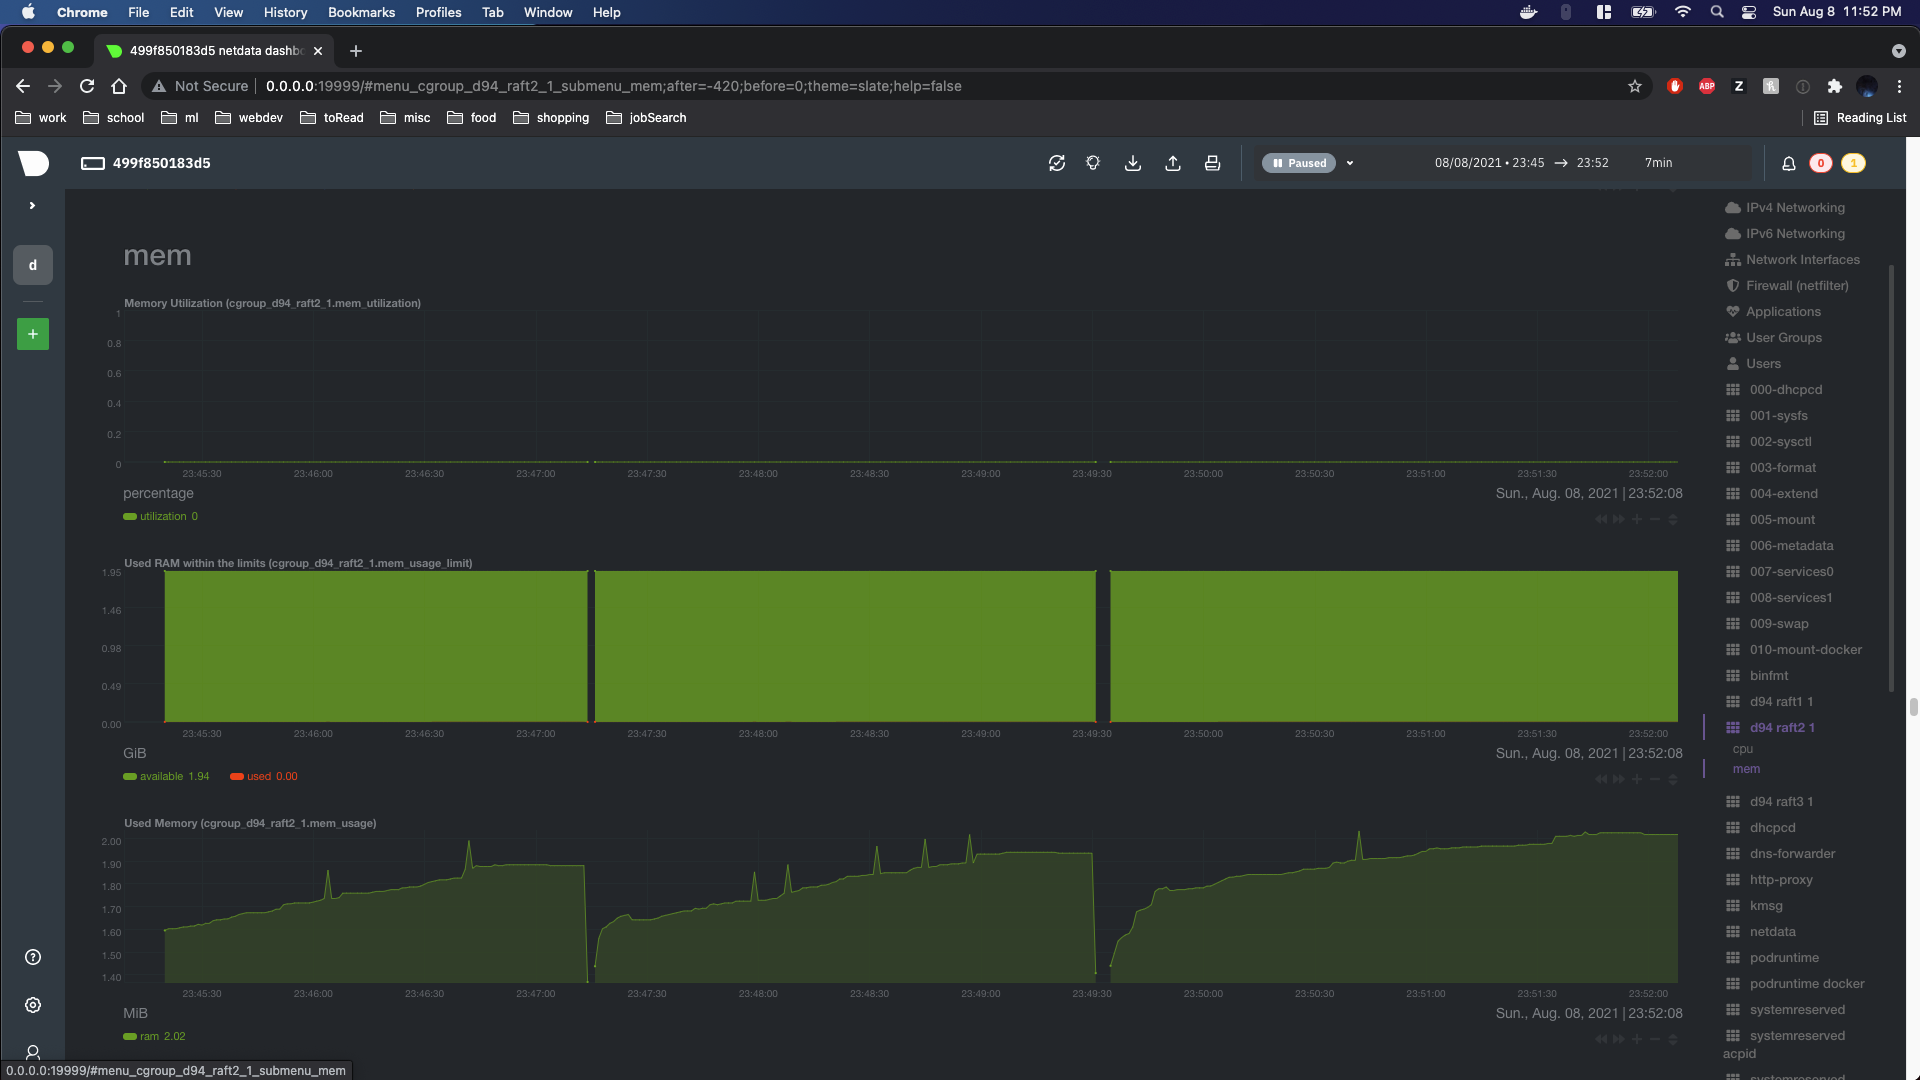 Chrome File Edit View History Bookmarks Profiles Tab Window Help Sun Aug 8 11:52 PM
499f850183d5 netdata dashb
Not Secure 0.0.0.0:19999/#menu_cgroup_d94_raft2_1_submenu_mem;after=-420;before=0;theme=slate;help=false
work school ml webdev toRead misc food shopping jobSearch Reading List
499f850183d5 Paused 08/08/2021 • 23:45 → 23:52 7min 0 1
d
+
mem
Memory Utilization (cgroup_d94_raft2_1.mem_utilization)
1
0.8
0.6
0.4
0.2
0
23:45:30 23:46:00 23:46:30 23:47:00 23:47:30 23:48:00 23:48:30 23:49:00 23:49:30 23:50:00 23:50:30 23:51:00 23:51:30 23:52:00
percentage Sun., Aug. 08, 2021 | 23:52:08
utilization 0
Used RAM within the limits (cgroup_d94_raft2_1.mem_usage_limit)
1.95
1.46
0.98
0.49
0.00
23:45:30 23:46:00 23:46:30 23:47:00 23:47:30 23:48:00 23:48:30 23:49:00 23:49:30 23:50:00 23:50:30 23:51:00 23:51:30 23:52:00
GiB Sun., Aug. 08, 2021 | 23:52:08
available 1.94 used 0.00
Used Memory (cgroup_d94_raft2_1.mem_usage)
2.00
1.90
1.80
1.70
1.60
1.50
1.40
23:45:30 23:46:00 23:46:30 23:47:00 23:47:30 23:48:00 23:48:30 23:49:00 23:49:30 23:50:00 23:50:30 23:51:00 23:51:30 23:52:00
MiB Sun., Aug. 08, 2021 | 23:52:08
ram 2.02
IPv4 Networking
IPv6 Networking
Network Interfaces
Firewall (netfilter)
Applications
User Groups
Users
000-dhcpcd
001-sysfs
002-sysctl
003-format
004-extend
005-mount
006-metadata
007-services0
008-services1
009-swap
010-mount-docker
binfmt
d94 raft1 1
d94 raft2 1
cpu
mem
d94 raft3 1
dhcpcd
dns-forwarder
http-proxy
kmsg
netdata
podruntime
podruntime docker
systemreserved
systemreserved
acpid
systemreserved
0.0.0.0:19999/#menu_cgroup_d94_raft2_1_submenu_mem